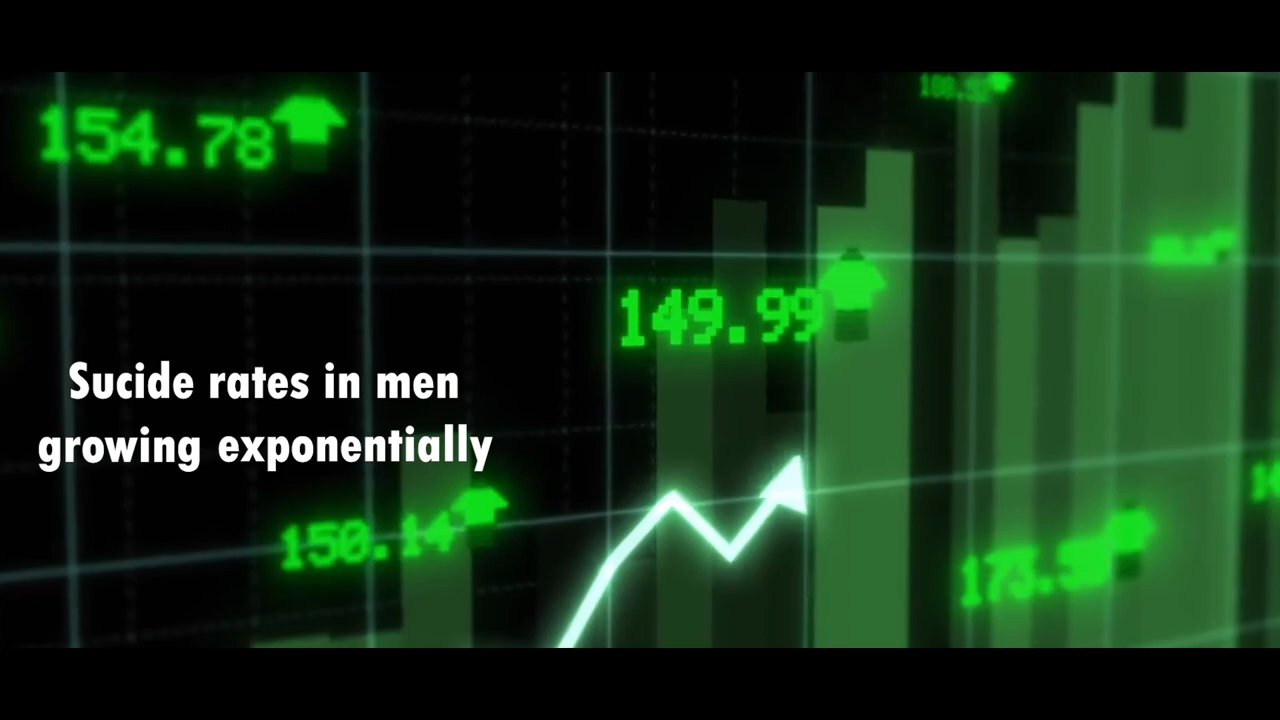 154.78
149.99
Sucide rates in men
growing exponentially
150.14